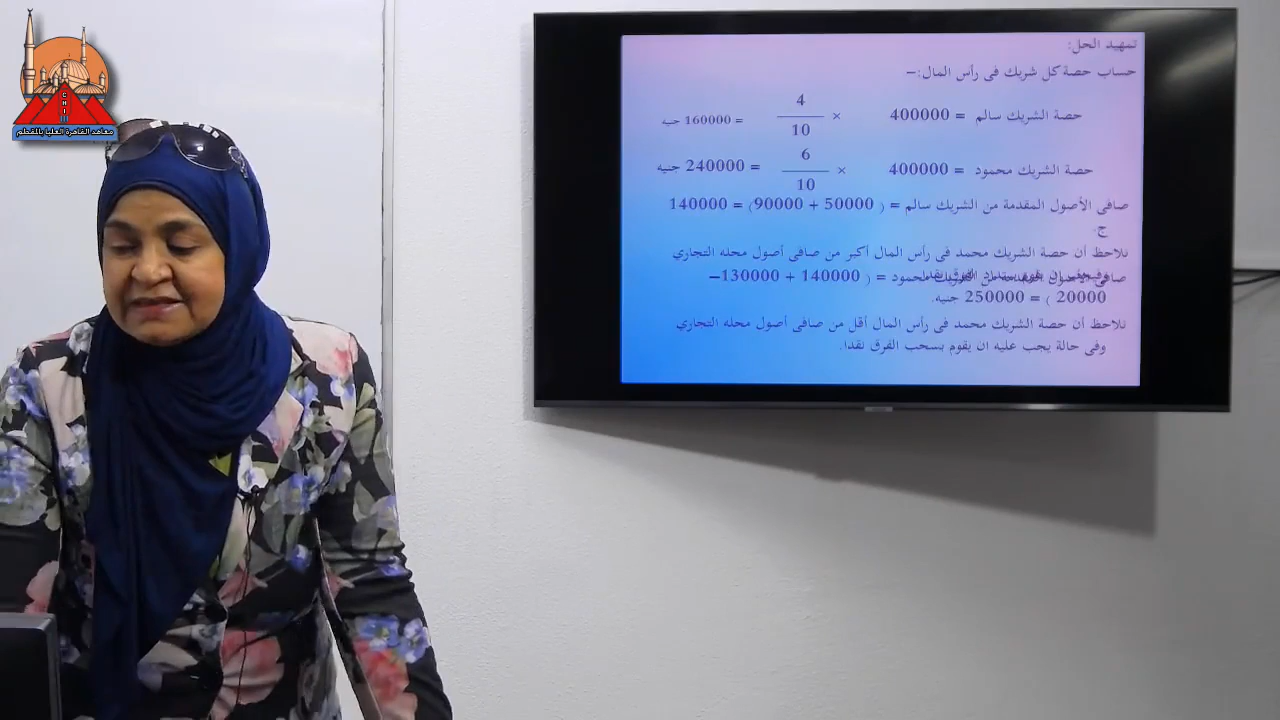 CHI
معاهد القاهرة العليا بالمقطم
تمهيد الحل:
حساب حصة كل شريك فى رأس المال:–
حصة الشريك سالم = 400000 × 4/10 = 160000 جنيه
حصة الشريك محمود = 400000 × 6/10 = 240000 جنيه
صافى الأصول المقدمة من الشريك سالم = ( 50000 + 90000) = 140000
ج.
نلاحظ أن حصة الشريك محمد فى رأس المال أكبر من صافى أصول محله التجاري
صافى الأصول المقدمة من الشريك محمود = ( 140000 + 130000–
20000 ) = 250000 جنيه.
نلاحظ أن حصة الشريك محمد فى رأس المال أقل من صافى أصول محله التجاري
وفى حالة يجب عليه ان يقوم بسحب الفرق نقدا.